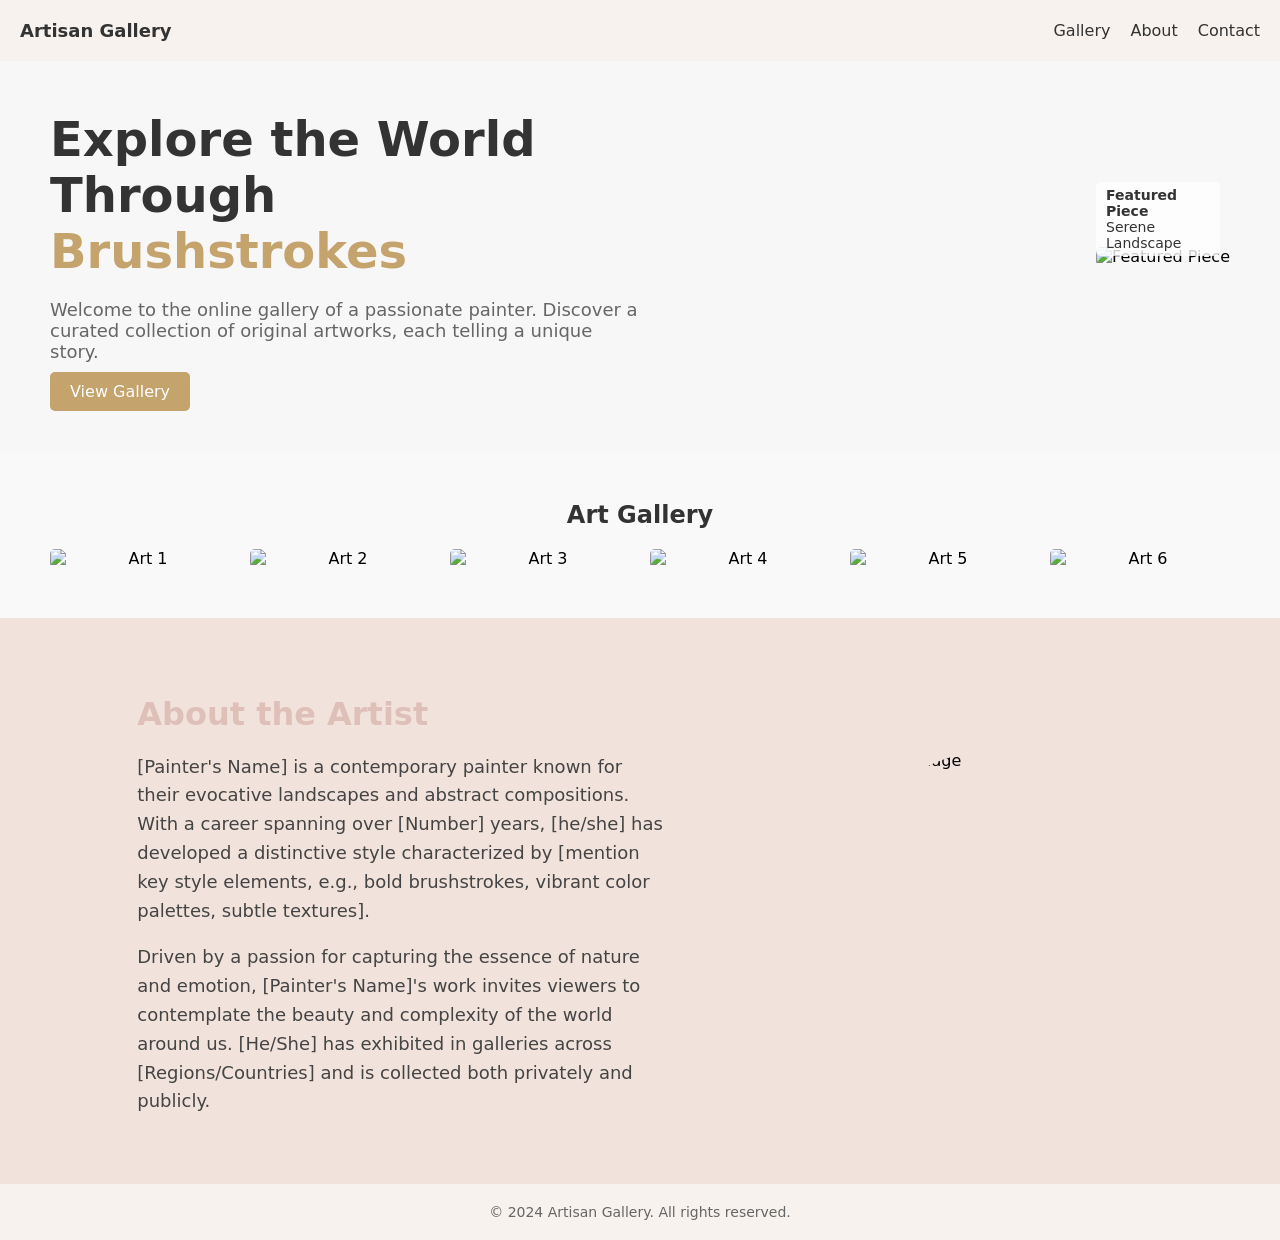 Artisan Gallery
Gallery About Contact
Explore the World
Through
Brushstrokes
Welcome to the online gallery of a passionate painter. Discover a
curated collection of original artworks, each telling a unique
story.
View Gallery
Featured
Piece
Serene
Landscape
Featured Piece
Art Gallery
Art 1 Art 2 Art 3 Art 4 Art 5 Art 6
About the Artist
[Painter's Name] is a contemporary painter known for
their evocative landscapes and abstract compositions.
With a career spanning over [Number] years, [he/she] has
developed a distinctive style characterized by [mention
key style elements, e.g., bold brushstrokes, vibrant color
palettes, subtle textures].
Driven by a passion for capturing the essence of nature
and emotion, [Painter's Name]'s work invites viewers to
contemplate the beauty and complexity of the world
around us. [He/She] has exhibited in galleries across
[Regions/Countries] and is collected both privately and
publicly.
© 2024 Artisan Gallery. All rights reserved.